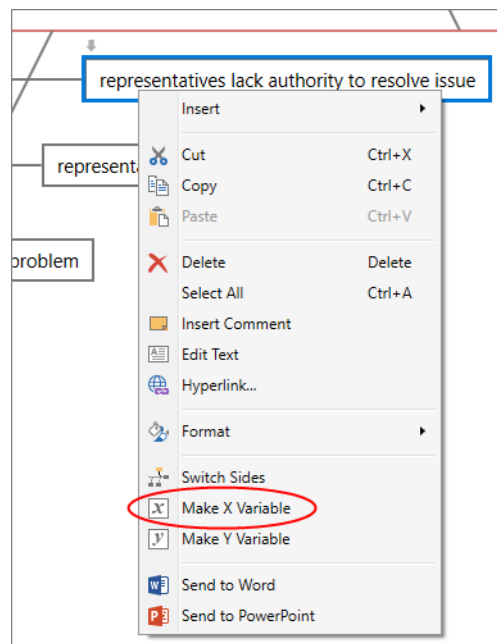 representatives lack authority to resolve issue
Insert
Cut Ctrl+X
representa
Copy Ctrl+C
Paste Ctrl+V
problem
Delete Delete
Select All Ctrl+A
Insert Comment
Edit Text
Hyperlink...
Format
Switch Sides
x Make X Variable
y Make Y Variable
Send to Word
Send to PowerPoint